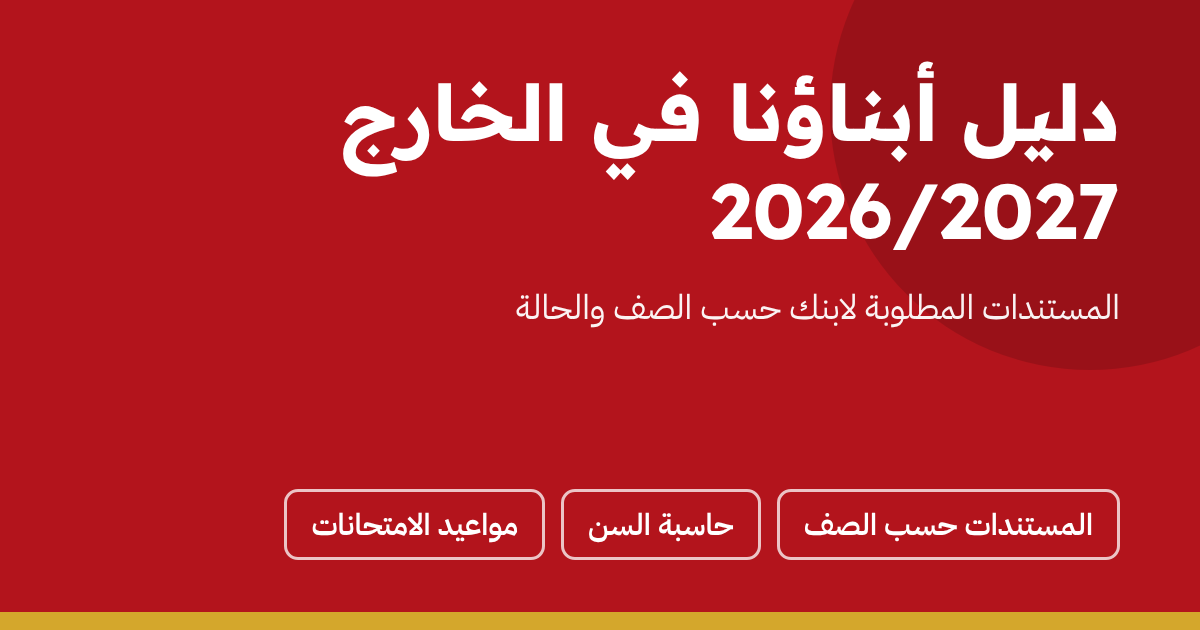 دليل أبناؤنا في الخارج
2026/2027
المستندات المطلوبة لابنك حسب الصف والحالة
المستندات حسب الصف
حاسبة السن
مواعيد الامتحانات